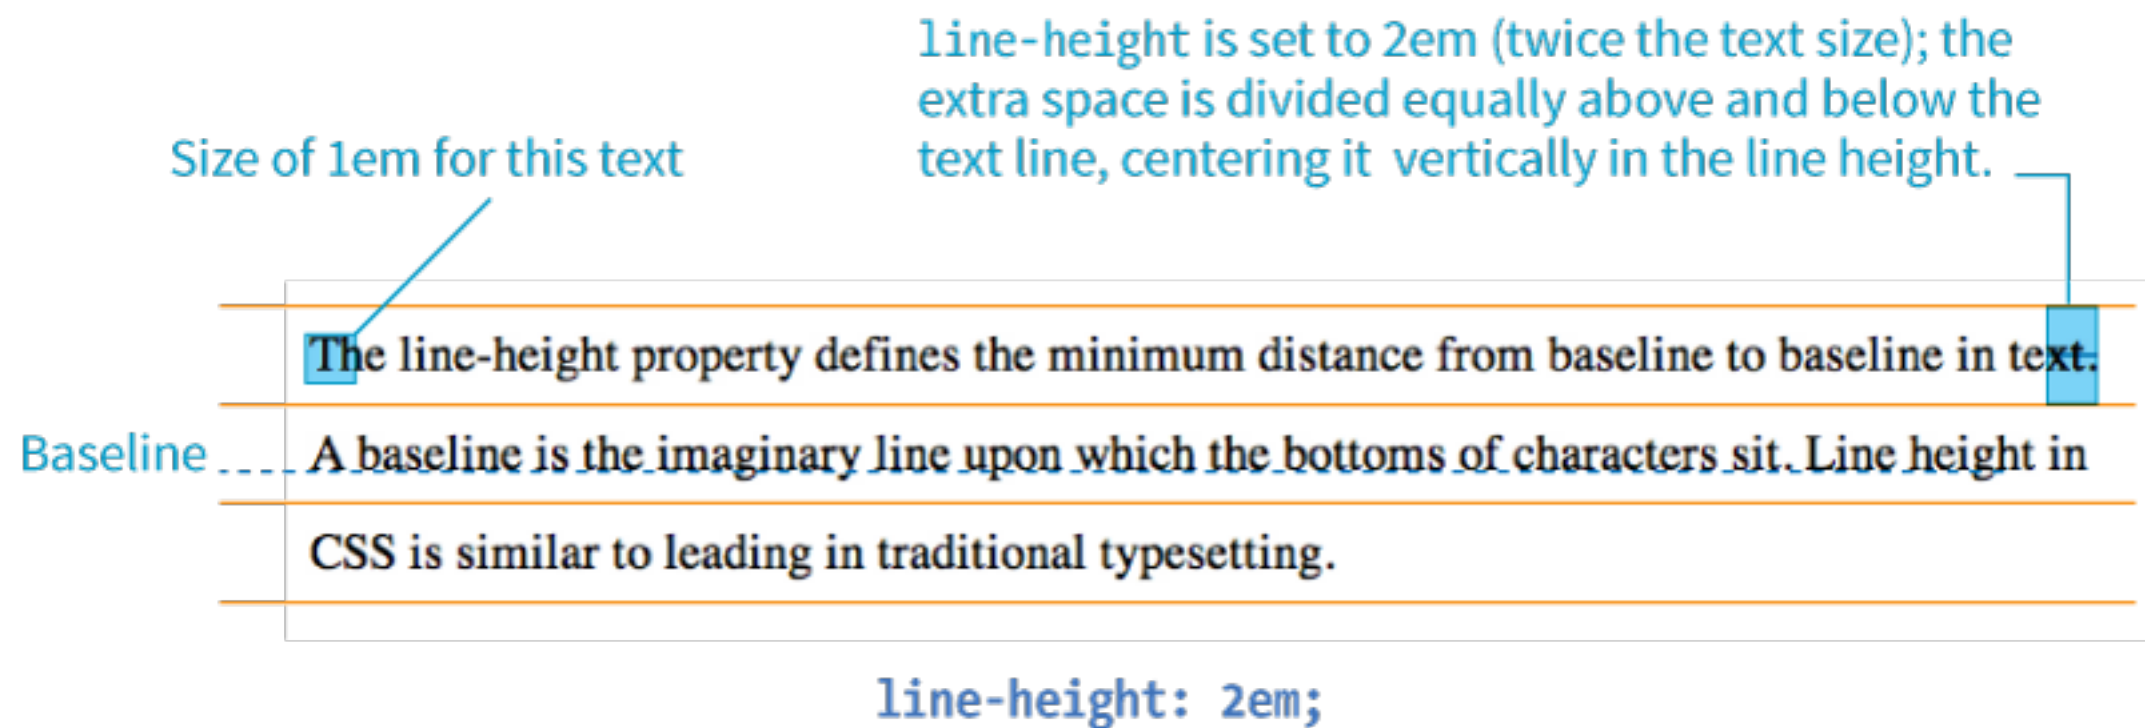 line-height is set to 2em (twice the text size); the
extra space is divided equally above and below the
text line, centering it vertically in the line height.
Size of 1em for this text
The line-height property defines the minimum distance from baseline to baseline in text.
Baseline
A baseline is the imaginary line upon which the bottoms of characters sit. Line height in
CSS is similar to leading in traditional typesetting.
line-height: 2em;